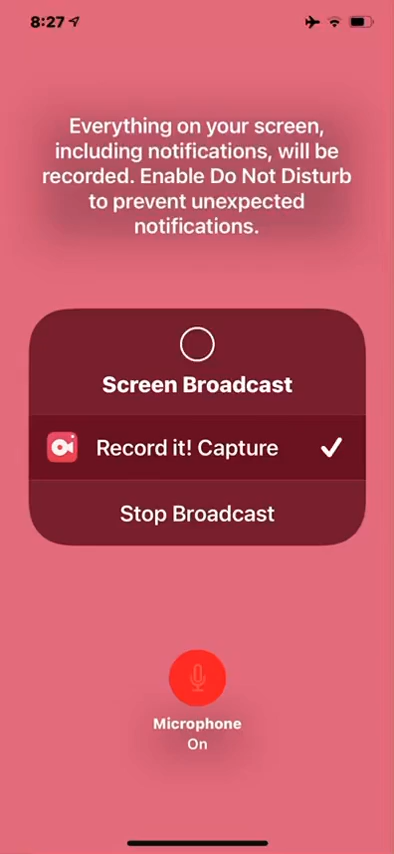 8:27
Everything on your screen,
including notifications, will be
recorded. Enable Do Not Disturb
to prevent unexpected
notifications.
Screen Broadcast
Record it! Capture
Stop Broadcast
Microphone
On